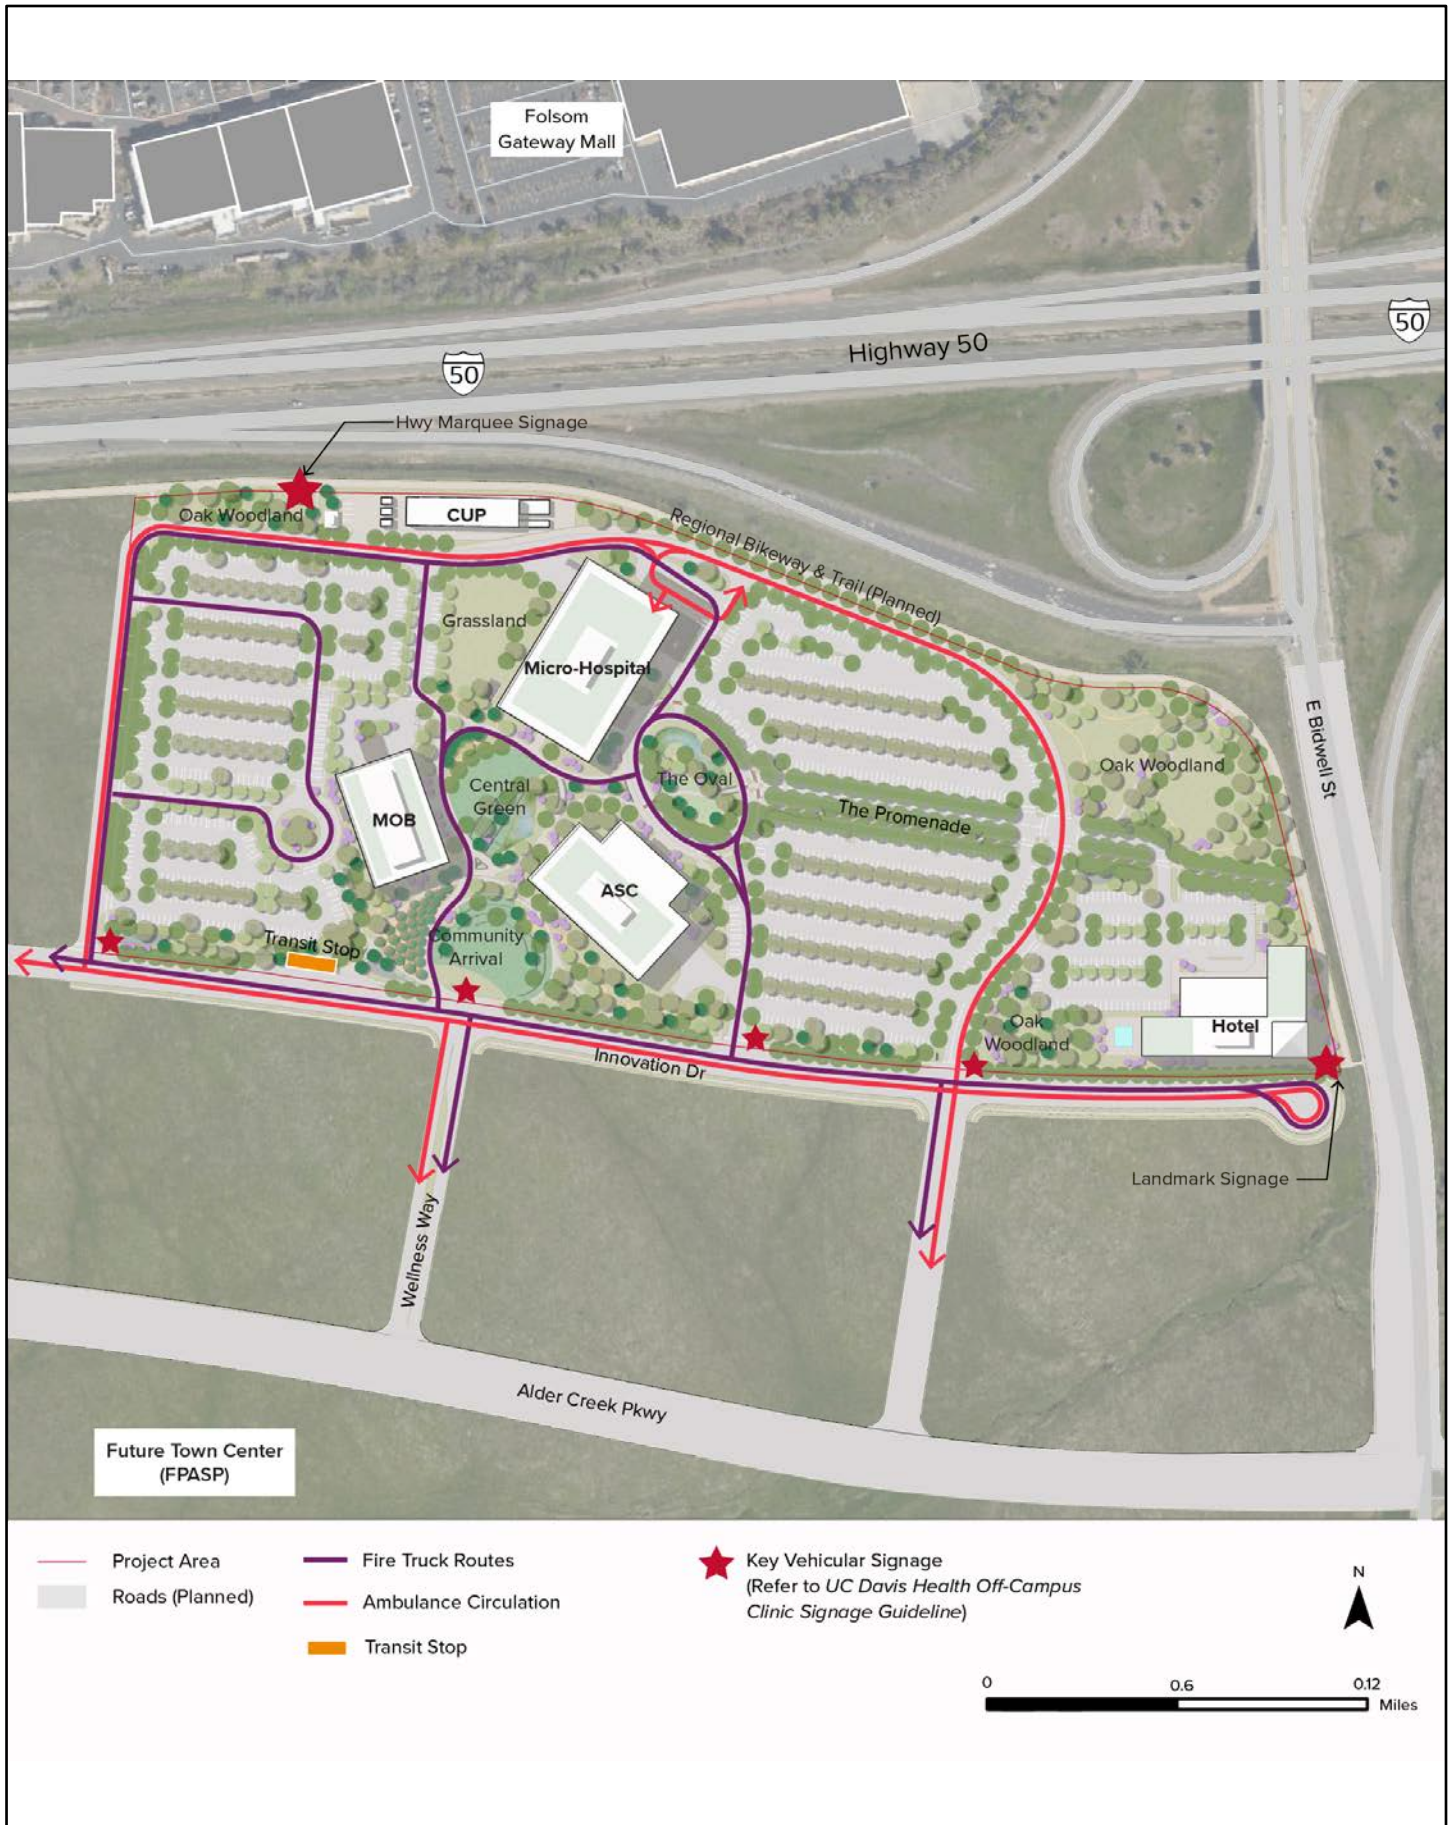 Folsom
Gateway Mall
Highway 50
50
50
Hwy Marquee Signage
Oak Woodland
CUP
Regional Bikeway & Trail (Planned)
Grassland
Micro-Hospital
E Bidwell St
Oak Woodland
Central
Green
The Oval
MOB
The Promenade
ASC
Transit Stop
Community
Arrival
Oak
Woodland
Hotel
Innovation Dr
Landmark Signage
Wellness Way
Alder Creek Pkwy
Future Town Center
(FPASP)
Project Area
Roads (Planned)
Fire Truck Routes
Ambulance Circulation
Transit Stop
Key Vehicular Signage
(Refer to UC Davis Health Off-Campus
Clinic Signage Guideline)
N
0 0.6 0.12
Miles